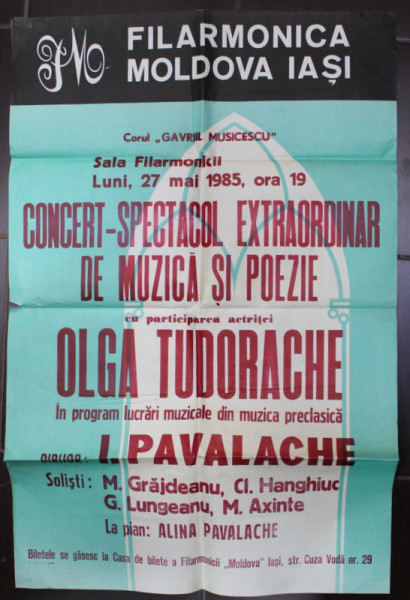 FM
FILARMONICA
MOLDOVA IAȘI
Corul „GAVRIIL MUSICESCU"
Sala Filarmonicii
Luni, 27 mai 1985, ora 19
CONCERT-SPECTACOL EXTRAORDINAR
DE MUZICĂ ȘI POEZIE
cu participarea actriței
OLGA TUDORACHE
În program lucrări muzicale din muzica preclasică
I. PAVALACHE
Soliști: M. Grăjdeanu, Cl. Hanghiuc
G. Lungeanu, M. Axinte
La pian: ALINA PAVALACHE
Biletele se găsesc la Casa de bilete a Filarmonicii „Moldova" Iași, str. Cuza Vodă nr. 29